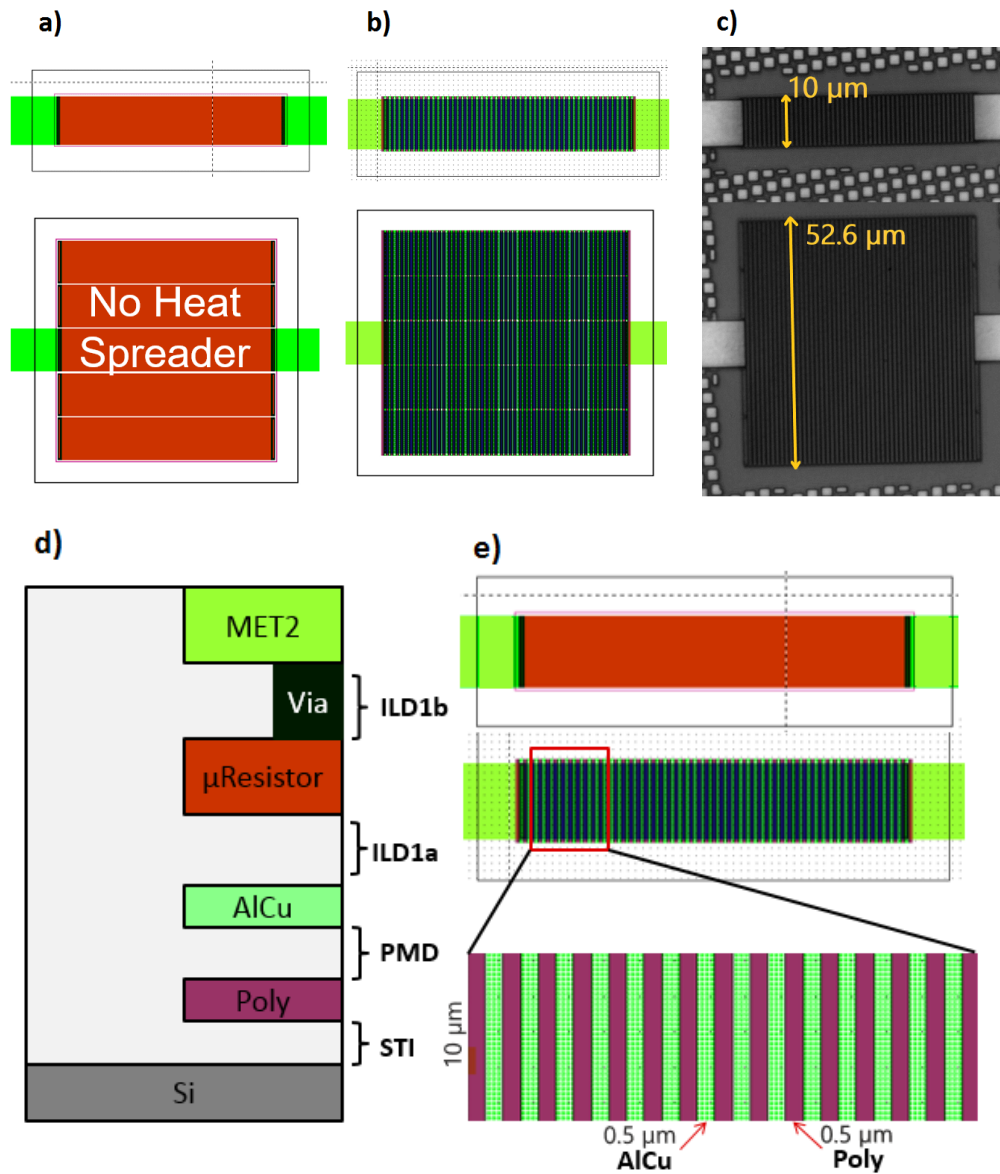 a)
b)
c)
10 µm
No Heat
Spreader
52.6 µm
d)
MET2
Via
ILD1b
µResistor
ILD1a
AlCu
PMD
Poly
STI
Si
e)
10 µm
0.5 µm
AlCu
0.5 µm
Poly